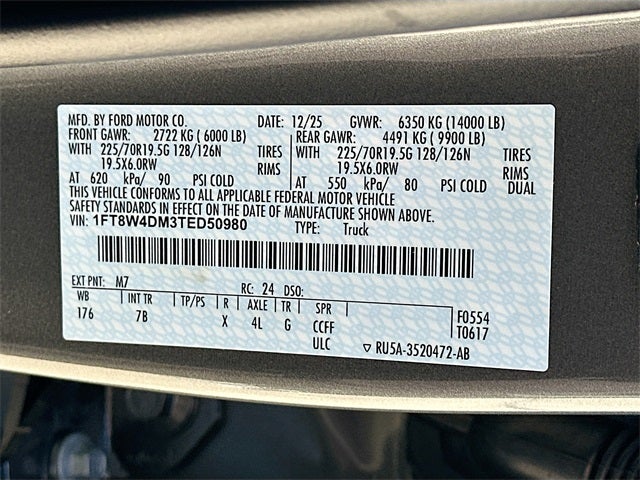 MFD. BY FORD MOTOR CO. DATE: 12/25 GVWR: 6350 KG (14000 LB)
FRONT GAWR: 2722 KG (6000 LB) REAR GAWR: 4491 KG (9900 LB)
WITH 225/70R19.5G 128/126N TIRES WITH 225/70R19.5G 128/126N TIRES
19.5X6.0RW RIMS 19.5X6.0RW RIMS
AT 620 kPa/ 90 PSI COLD AT 550 kPa/ 80 PSI COLD DUAL
THIS VEHICLE CONFORMS TO ALL APPLICABLE FEDERAL MOTOR VEHICLE
SAFETY STANDARDS IN EFFECT ON THE DATE OF MANUFACTURE SHOWN ABOVE.
VIN: 1FT8W4DM3TED50980 TYPE: Truck
EXT PNT: M7 RC: 24 DSO:
WB INT TR TP/PS R AXLE TR SPR F0554
176 7B X 4L G CCFF T0617
ULC ▽ RU5A-3520472-AB